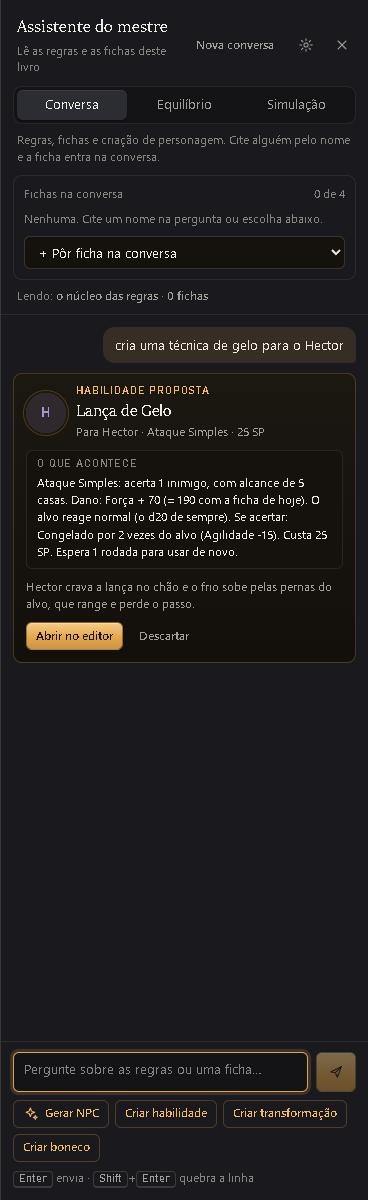 Assistente do mestre
Lê as regras e as fichas deste
livro
Nova conversa
Conversa
Equilíbrio
Simulação
Regras, fichas e criação de personagem. Cite alguém pelo nome
e a ficha entra na conversa.
Fichas na conversa
0 de 4
Nenhuma. Cite um nome na pergunta ou escolha abaixo.
+ Pôr ficha na conversa
Lendo: o núcleo das regras · 0 fichas
cria uma técnica de gelo para o Hector
H
HABILIDADE PROPOSTA
Lança de Gelo
Para Hector · Ataque Simples · 25 SP
O QUE ACONTECE
Ataque Simples: acerta 1 inimigo, com alcance de 5
casas. Dano: Força + 70 (= 190 com a ficha de hoje). O
alvo reage normal (o d20 de sempre). Se acertar:
Congelado por 2 vezes do alvo (Agilidade -15). Custa 25
SP. Espera 1 rodada para usar de novo.
Hector crava a lança no chão e o frio sobe pelas pernas do
alvo, que range e perde o passo.
Abrir no editor
Descartar
Pergunte sobre as regras ou uma ficha...
Gerar NPC
Criar habilidade
Criar transformação
Criar boneco
Enter envia · Shift + Enter quebra a linha